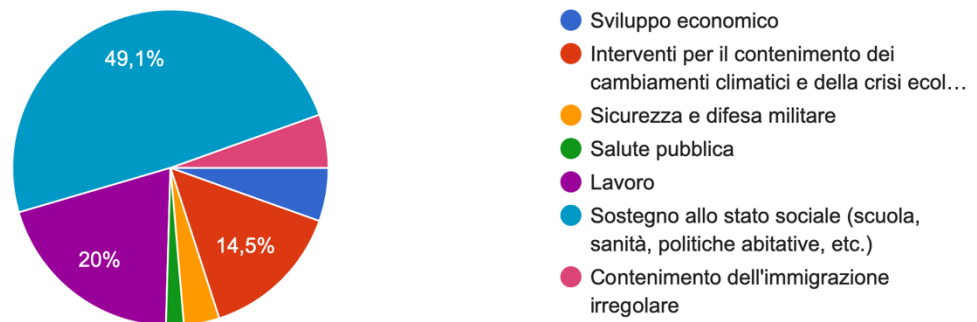 49,1%
20%
14,5%
Sviluppo economico
Interventi per il contenimento dei
cambiamenti climatici e della crisi ecol…
Sicurezza e difesa militare
Salute pubblica
Lavoro
Sostegno allo stato sociale (scuola,
sanità, politiche abitative, etc.)
Contenimento dell'immigrazione
irregolare